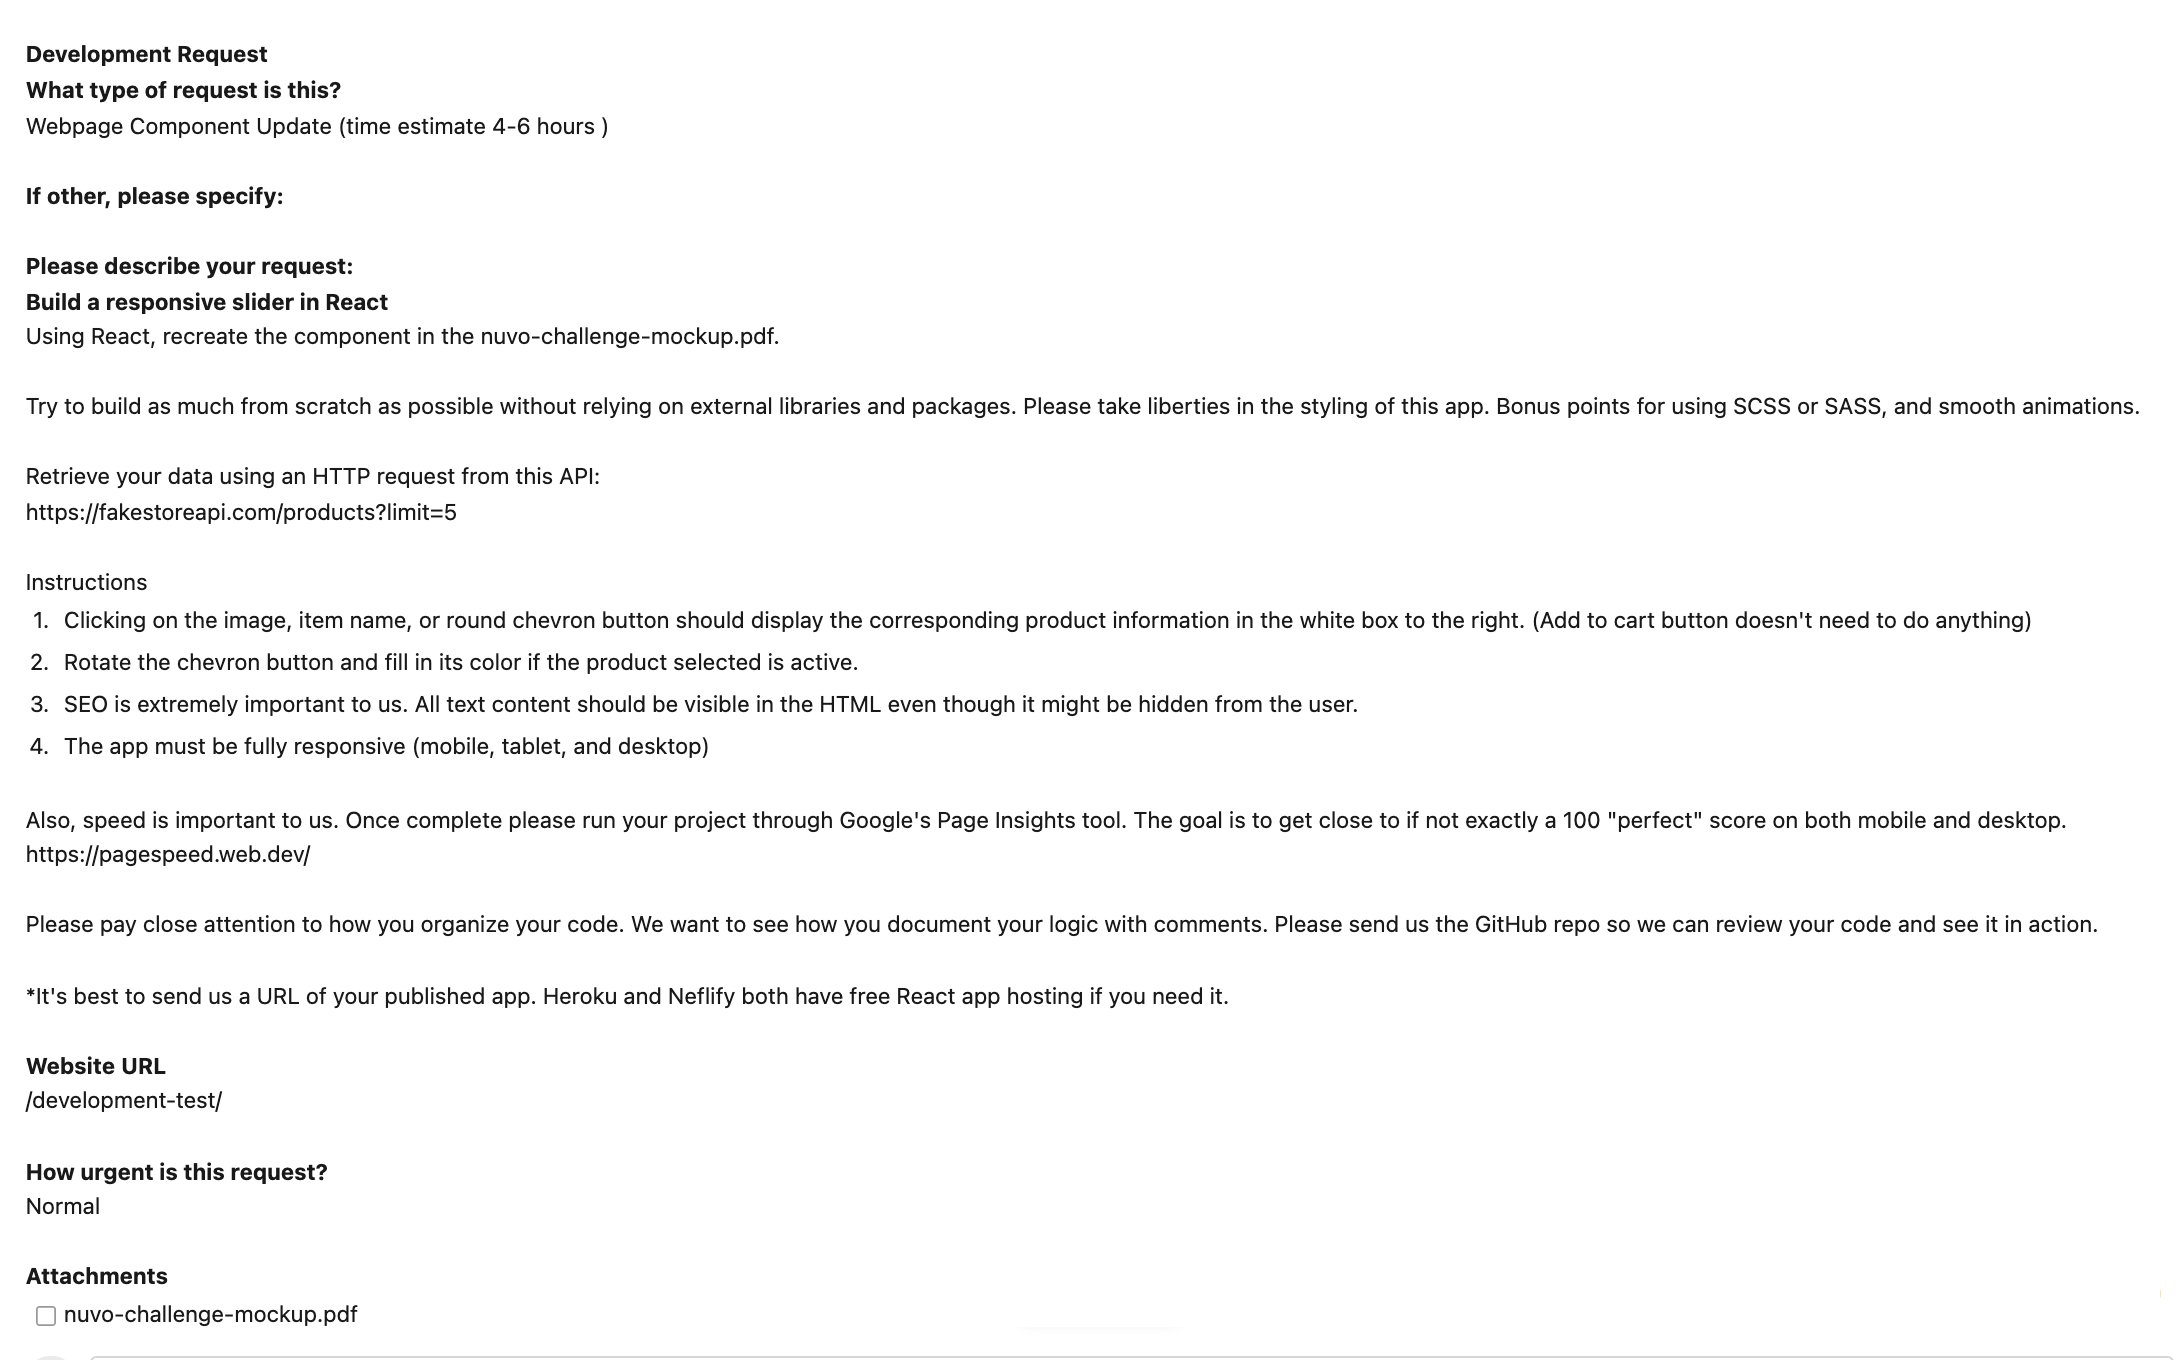 Development Request
What type of request is this?
Webpage Component Update (time estimate 4-6 hours )
If other, please specify:
Please describe your request:
Build a responsive slider in React
Using React, recreate the component in the nuvo-challenge-mockup.pdf.
Try to build as much from scratch as possible without relying on external libraries and packages. Please take liberties in the styling of this app. Bonus points for using SCSS or SASS, and smooth animations.
Retrieve your data using an HTTP request from this API:
https://fakestoreapi.com/products?limit=5
Instructions
1. Clicking on the image, item name, or round chevron button should display the corresponding product information in the white box to the right. (Add to cart button doesn't need to do anything)
2. Rotate the chevron button and fill in its color if the product selected is active.
3. SEO is extremely important to us. All text content should be visible in the HTML even though it might be hidden from the user.
4. The app must be fully responsive (mobile, tablet, and desktop)
Also, speed is important to us. Once complete please run your project through Google's Page Insights tool. The goal is to get close to if not exactly a 100 "perfect" score on both mobile and desktop.
https://pagespeed.web.dev/
Please pay close attention to how you organize your code. We want to see how you document your logic with comments. Please send us the GitHub repo so we can review your code and see it in action.
*It's best to send us a URL of your published app. Heroku and Neflify both have free React app hosting if you need it.
Website URL
/development-test/
How urgent is this request?
Normal
Attachments
nuvo-challenge-mockup.pdf